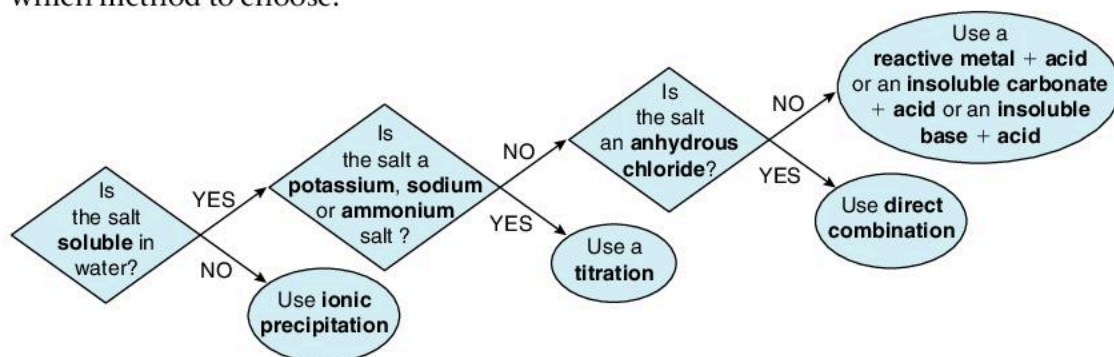 which method to choose.
Is
the salt
soluble in
water?
YES
NO
Use ionic
precipitation
Is
the salt a
potassium, sodium
or ammonium
salt ?
NO
YES
Use a
titration
Is
the salt
an anhydrous
chloride?
NO
YES
Use direct
combination
Use a
reactive metal + acid
or an insoluble carbonate
+ acid or an insoluble
base + acid